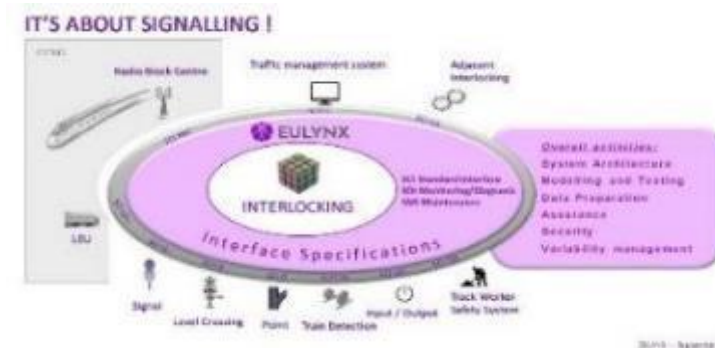 IT'S ABOUT SIGNALLING !
Radio Block Centre
Traffic management system
Adjacent
Interlocking
EULYNX
INTERLOCKING
SCI Standard Interface
SDI Monitoring/Diagnosis
SMI Maintenance
Interface Specifications
Overall activities:
System Architecture
Modelling and Testing
Data Preparation
Assurance
Security
Variability management
LEU
Signal
Level Crossing
Point
Train Detection
Input / Output
Track Worker
Safety System